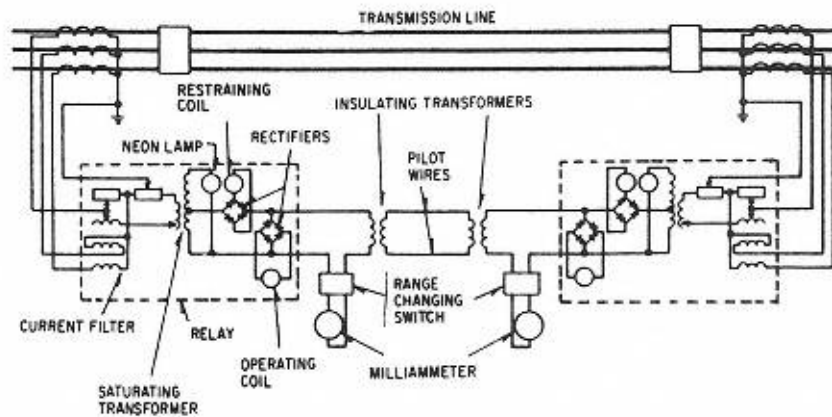 TRANSMISSION LINE
RESTRAINING
COIL
INSULATING TRANSFORMERS
NEON LAMP
RECTIFIERS
PILOT
WIRES
CURRENT FILTER
RELAY
RANGE
CHANGING
SWITCH
OPERATING
COIL
MILLIAMMETER
SATURATING
TRANSFORMER